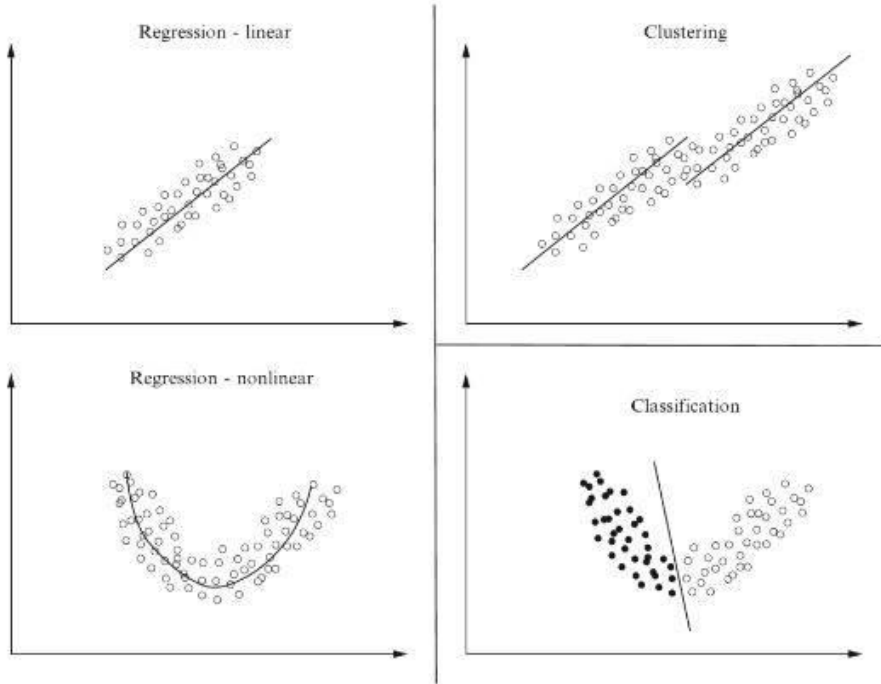 Regression - linear
Clustering
Regression - nonlinear
Classification